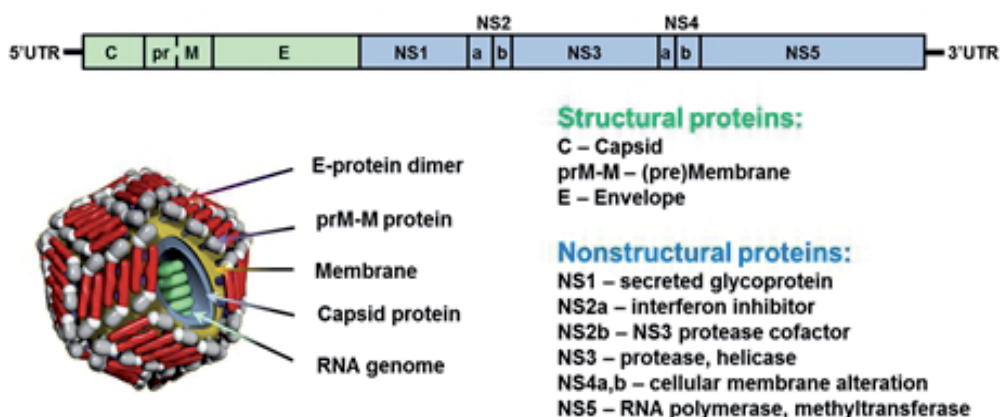 NS2 NS4
5'UTR C pr M E NS1 a b NS3 a b NS5 3'UTR
E-protein dimer
prM-M protein
Membrane
Capsid protein
RNA genome
Structural proteins:
C – Capsid
prM-M – (pre)Membrane
E – Envelope
Nonstructural proteins:
NS1 – secreted glycoprotein
NS2a – interferon inhibitor
NS2b – NS3 protease cofactor
NS3 – protease, helicase
NS4a,b – cellular membrane alteration
NS5 – RNA polymerase, methyltransferase